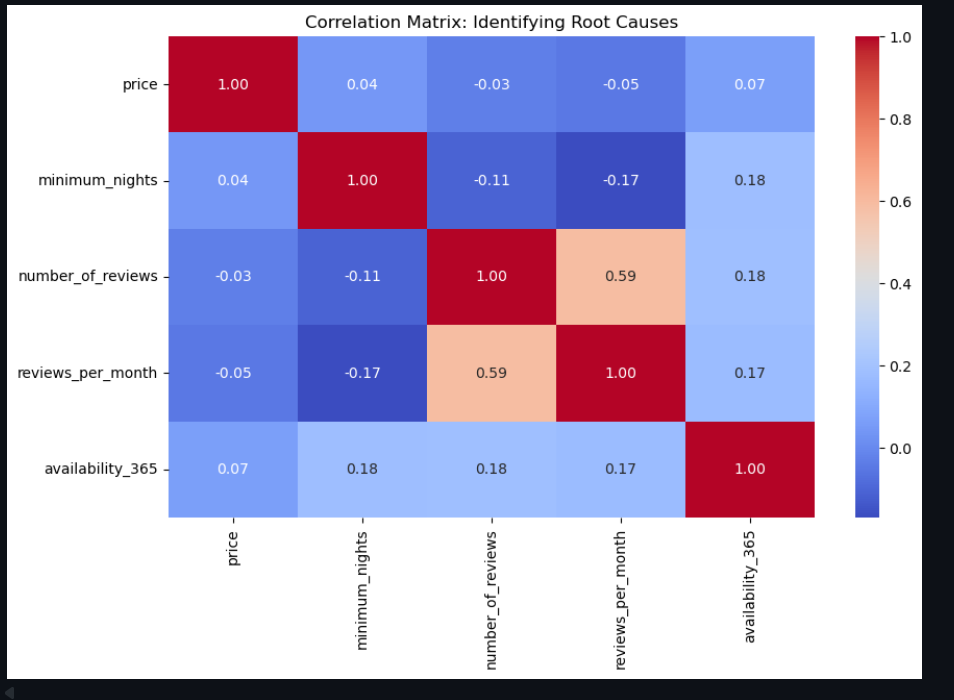 Correlation Matrix: Identifying Root Causes
price 1.00 0.04 -0.03 -0.05 0.07
minimum_nights 0.04 1.00 -0.11 -0.17 0.18
number_of_reviews -0.03 -0.11 1.00 0.59 0.18
reviews_per_month -0.05 -0.17 0.59 1.00 0.17
availability_365 0.07 0.18 0.18 0.17 1.00
price
minimum_nights
number_of_reviews
reviews_per_month
availability_365
1.0
0.8
0.6
0.4
0.2
0.0